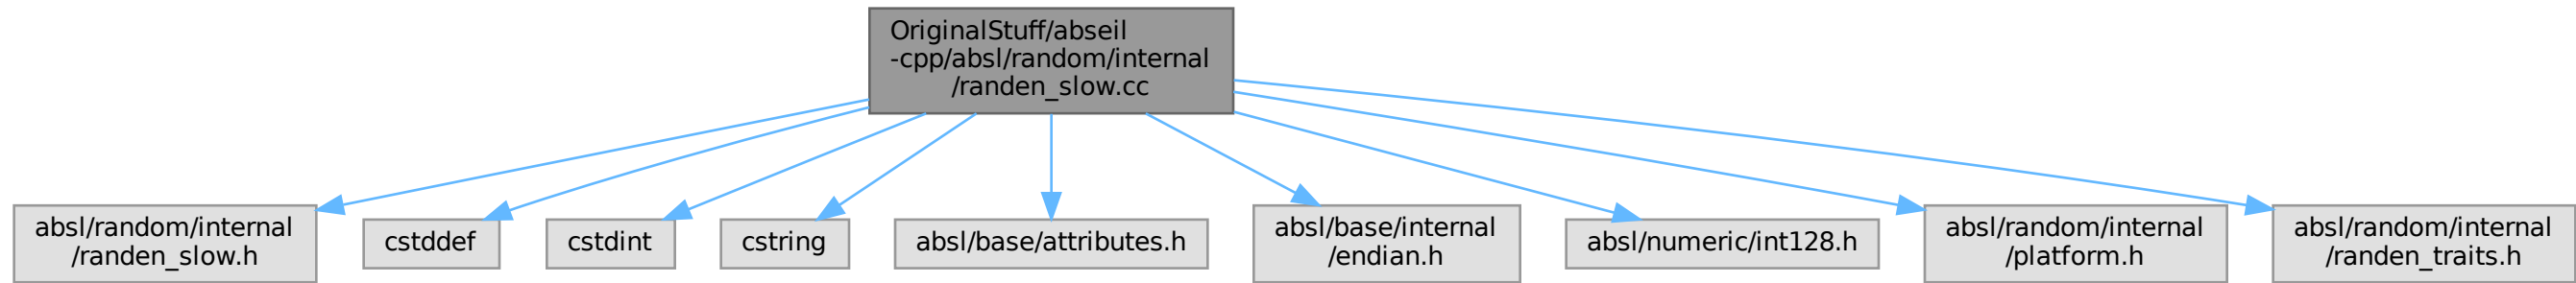 OriginalStuff/abseil
-cpp/absl/random/internal
/randen_slow.cc
absl/random/internal
/randen_slow.h
cstddef
cstdint
cstring
absl/base/attributes.h
absl/base/internal
/endian.h
absl/numeric/int128.h
absl/random/internal
/platform.h
absl/random/internal
/randen_traits.h